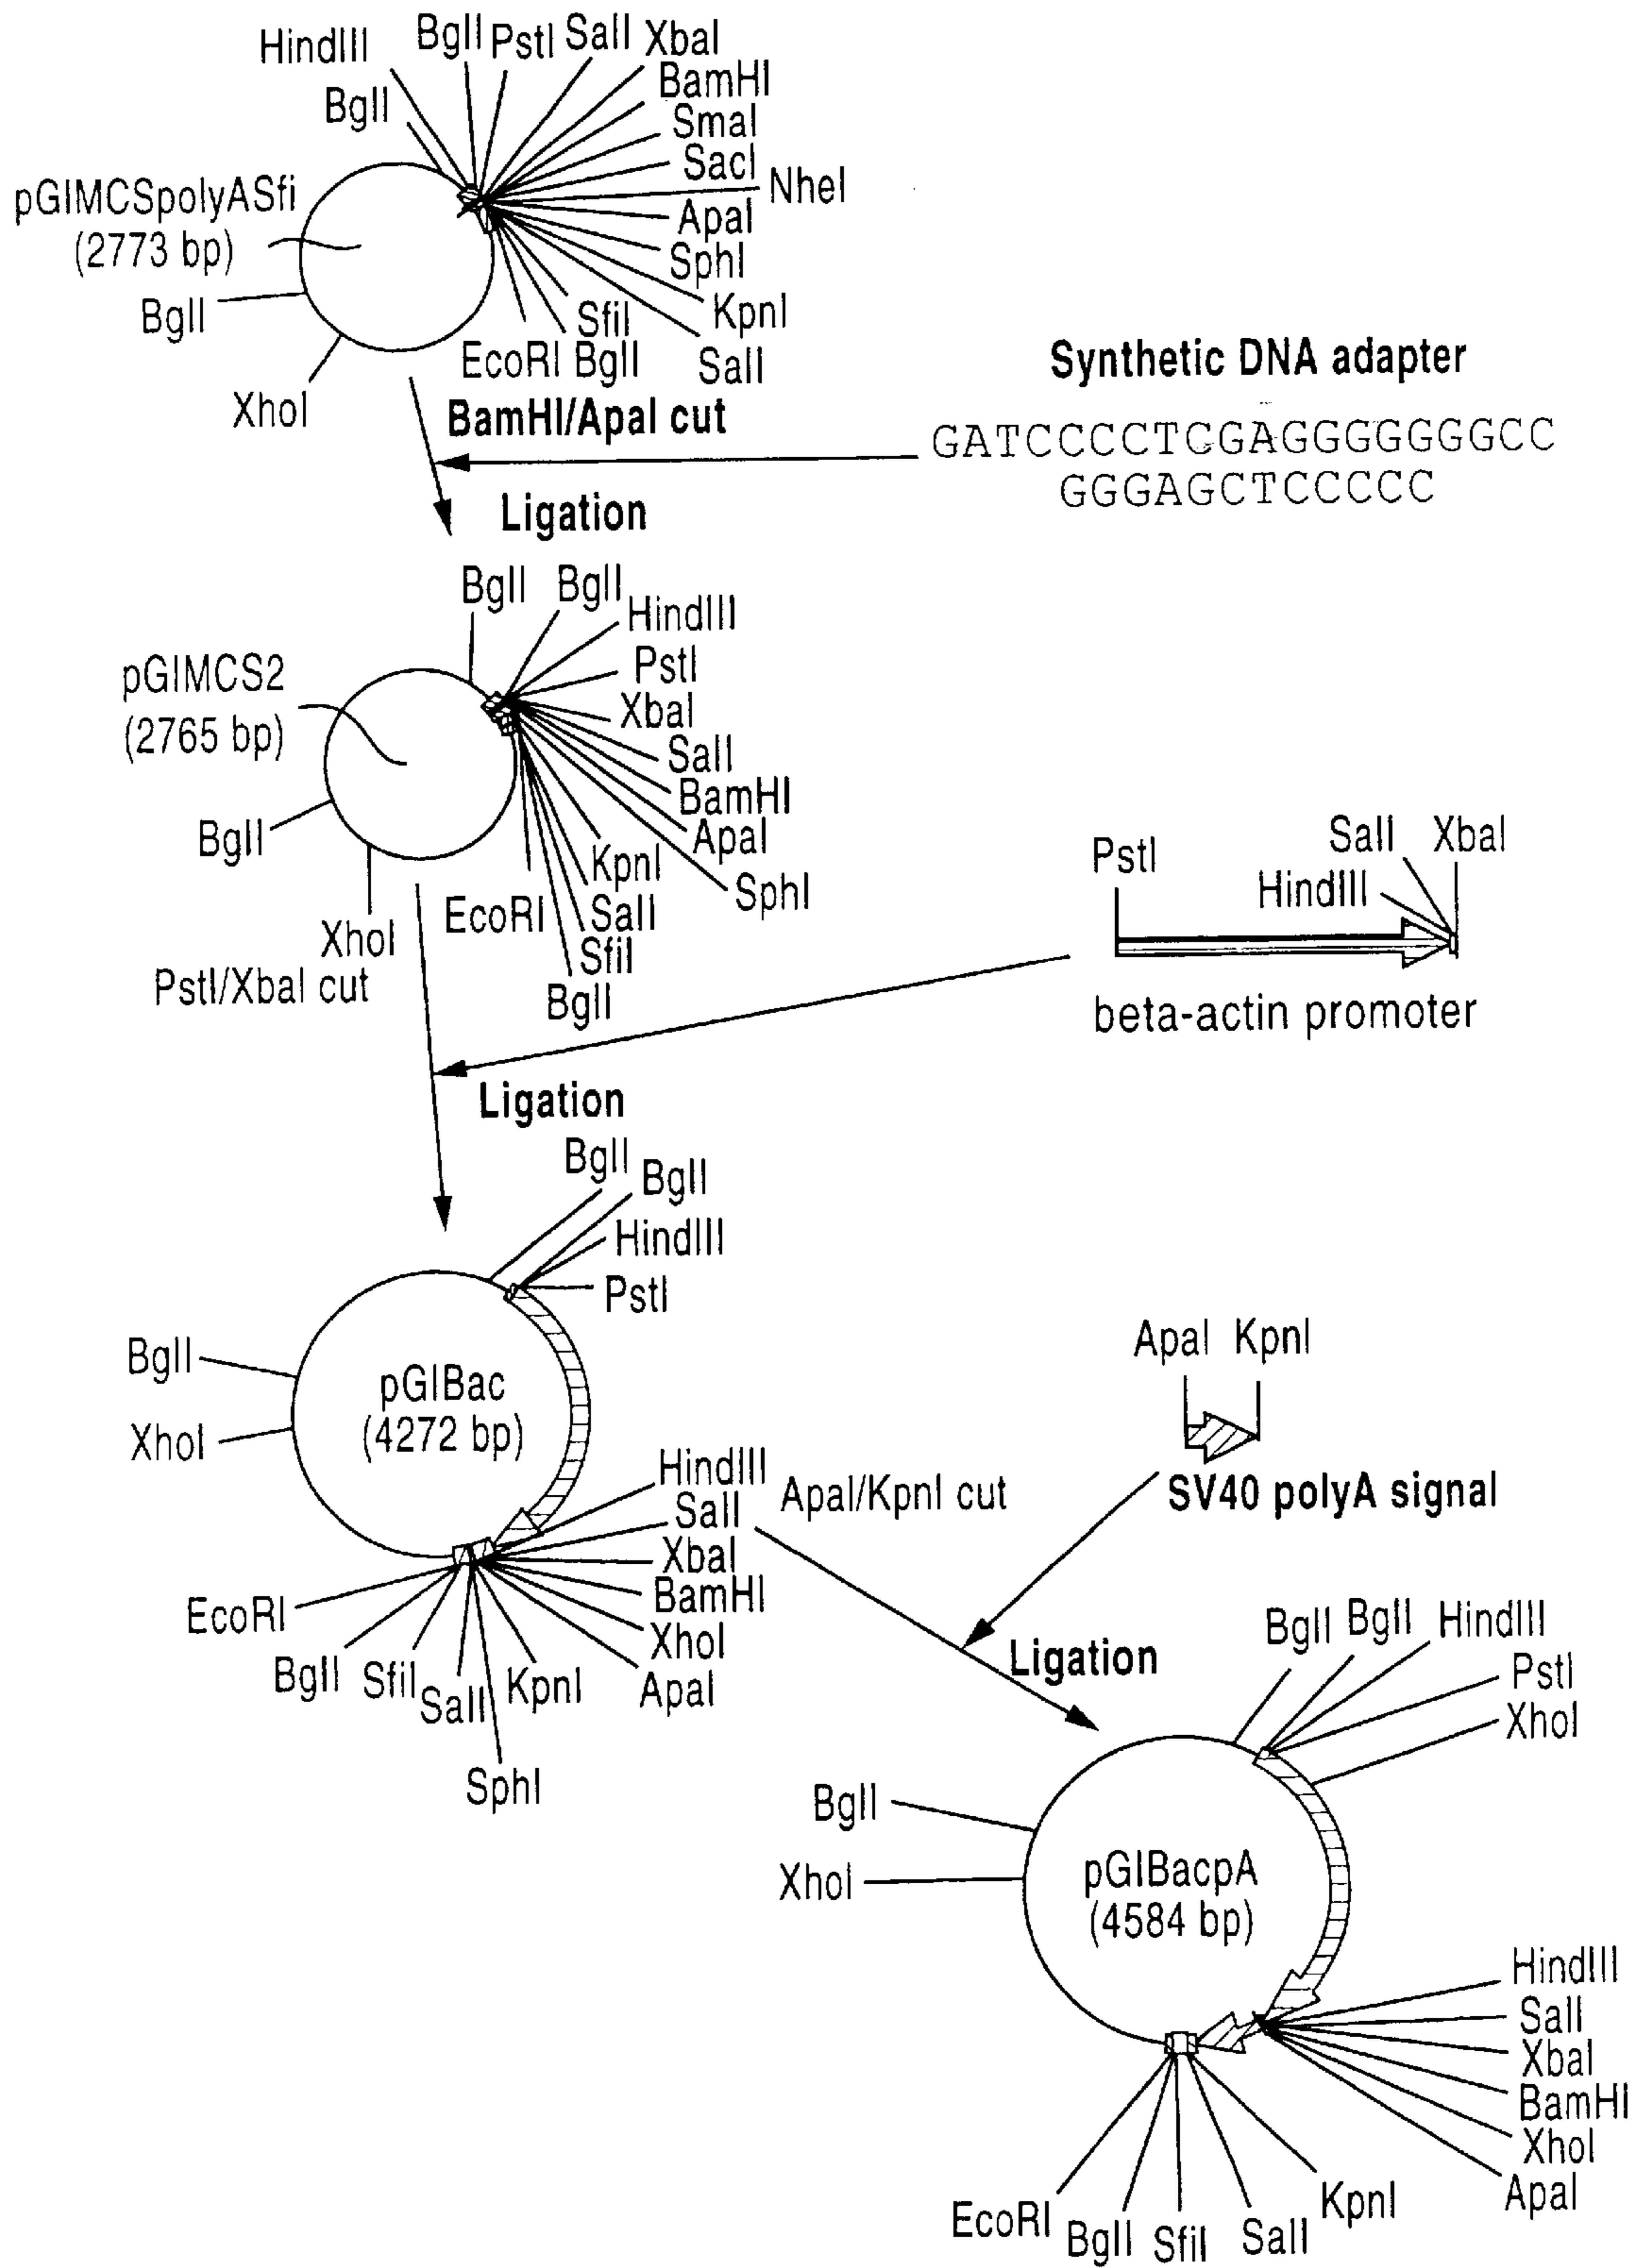 HindIII
BglI
BglI
PstI
SalI
XbaI
BamHI
SmaI
SacI
NheI
ApaI
SphI
KpnI
SalI
SfiI
EcoRI
BglI
pGIMCSpolyASfi
(2773 bp)
BglI
XhoI
BamHI/ApaI cut
Synthetic DNA adapter
GATCCCCTCGAGGGGGGGCC
GGGAGCTCCCCC
Ligation
BglI
BglI
HindIII
PstI
XbaI
SalI
BamHI
ApaI
SphI
KpnI
SalI
SfiI
BglI
EcoRI
pGIMCS2
(2765 bp)
BglI
XhoI
PstI/XbaI cut
PstI
SalI
XbaI
HindIII
beta-actin promoter
Ligation
BglI
BglI
HindIII
PstI
BglI
XhoI
pGIBac
(4272 bp)
HindIII
SalI
XbaI
BamHI
XhoI
ApaI
KpnI
SphI
SalI
SfiI
BglI
EcoRI
ApaI/KpnI cut
ApaI
KpnI
SV40 polyA signal
Ligation
BglI
BglI
HindIII
PstI
XhoI
BglI
XhoI
pGIBacpA
(4584 bp)
HindIII
SalI
XbaI
BamHI
XhoI
ApaI
KpnI
SalI
SfiI
BglI
EcoRI